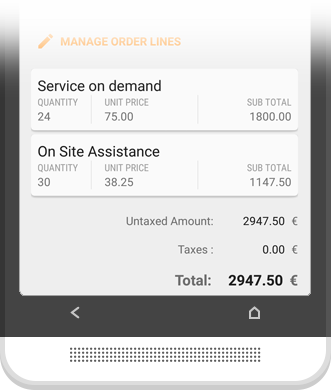 MANAGE ORDER LINES
Service on demand
QUANTITY UNIT PRICE SUB TOTAL
24 75.00 1800.00
On Site Assistance
QUANTITY UNIT PRICE SUB TOTAL
30 38.25 1147.50
Untaxed Amount: 2947.50 €
Taxes : 0.00 €
Total: 2947.50 €